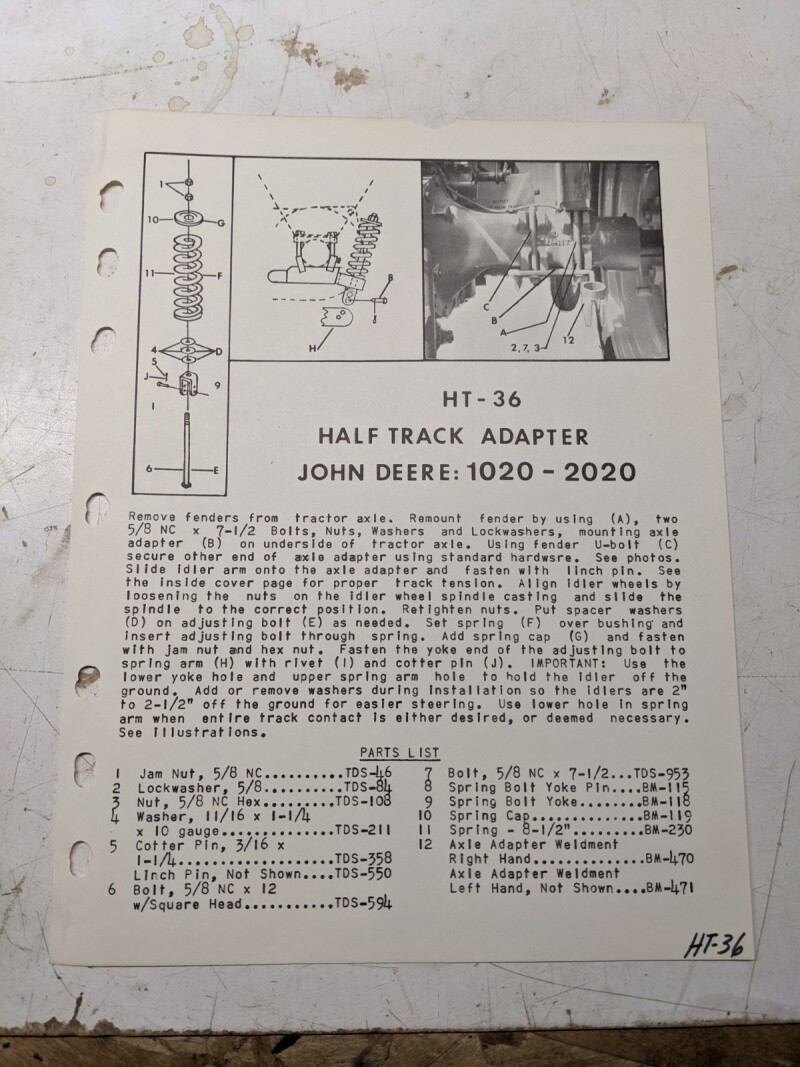 1
10
G
11
F
4
D
5
J
9
I
6
E
B
H
C
B
A
2, 7, 3
12
HT-36
HALF TRACK ADAPTER
JOHN DEERE: 1020 - 2020
Remove fenders from tractor axle. Remount fender by using (A), two
5/8 NC x 7-1/2 Bolts, Nuts, Washers and Lockwashers, mounting axle
adapter (B) on underside of tractor axle. Using fender U-bolt (C)
secure other end of axle adapter using standard hardwsre. See photos.
Slide idler arm onto the axle adapter and fasten with linch pin. See
the inside cover page for proper track tension. Align idler wheels by
loosening the nuts on the idler wheel spindle casting and slide the
spindle to the correct position. Retighten nuts. Put spacer washers
(D) on adjusting bolt (E) as needed. Set spring (F) over bushing and
insert adjusting bolt through spring. Add spring cap (G) and fasten
with jam nut and hex nut. Fasten the yoke end of the adjusting bolt to
spring arm (H) with rivet (I) and cotter pin (J). IMPORTANT: Use the
lower yoke hole and upper spring arm hole to hold the idler off the
ground. Add or remove washers during installation so the idlers are 2"
to 2-1/2" off the ground for easier steering. Use lower hole in spring
arm when entire track contact is either desired, or deemed necessary.
See illustrations.
PARTS LIST
1 Jam Nut, 5/8 NC..........TDS-46
2 Lockwasher, 5/8..........TDS-84
3 Nut, 5/8 NC Hex.........TDS-108
4 Washer, 11/16 x 1-1/4
x 10 gauge..............TDS-211
5 Cotter Pin, 3/16 x
1-1/4...................TDS-358
Linch Pin, Not Shown....TDS-550
6 Bolt, 5/8 NC x 12
w/Square Head...........TDS-594
7 Bolt, 5/8 NC x 7-1/2...TDS-953
8 Spring Bolt Yoke Pin....BM-115
9 Spring Bolt Yoke........BM-118
10 Spring Cap..............BM-119
11 Spring - 8-1/2".........BM-230
12 Axle Adapter Weldment
Right Hand..............BM-470
Axle Adapter Weldment
Left Hand, Not Shown....BM-471
HT-36